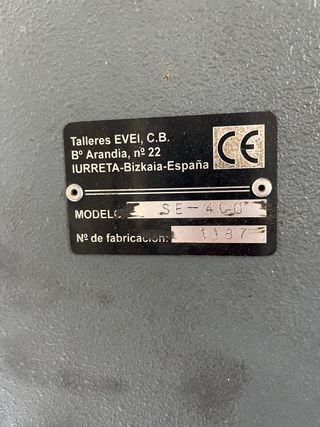 Talleres EVEI, C.B.
Bº Arandia, nº 22
IURRETA-Bizkaia-España
CE
MODELO SE-400
Nº de fabricación: 1187